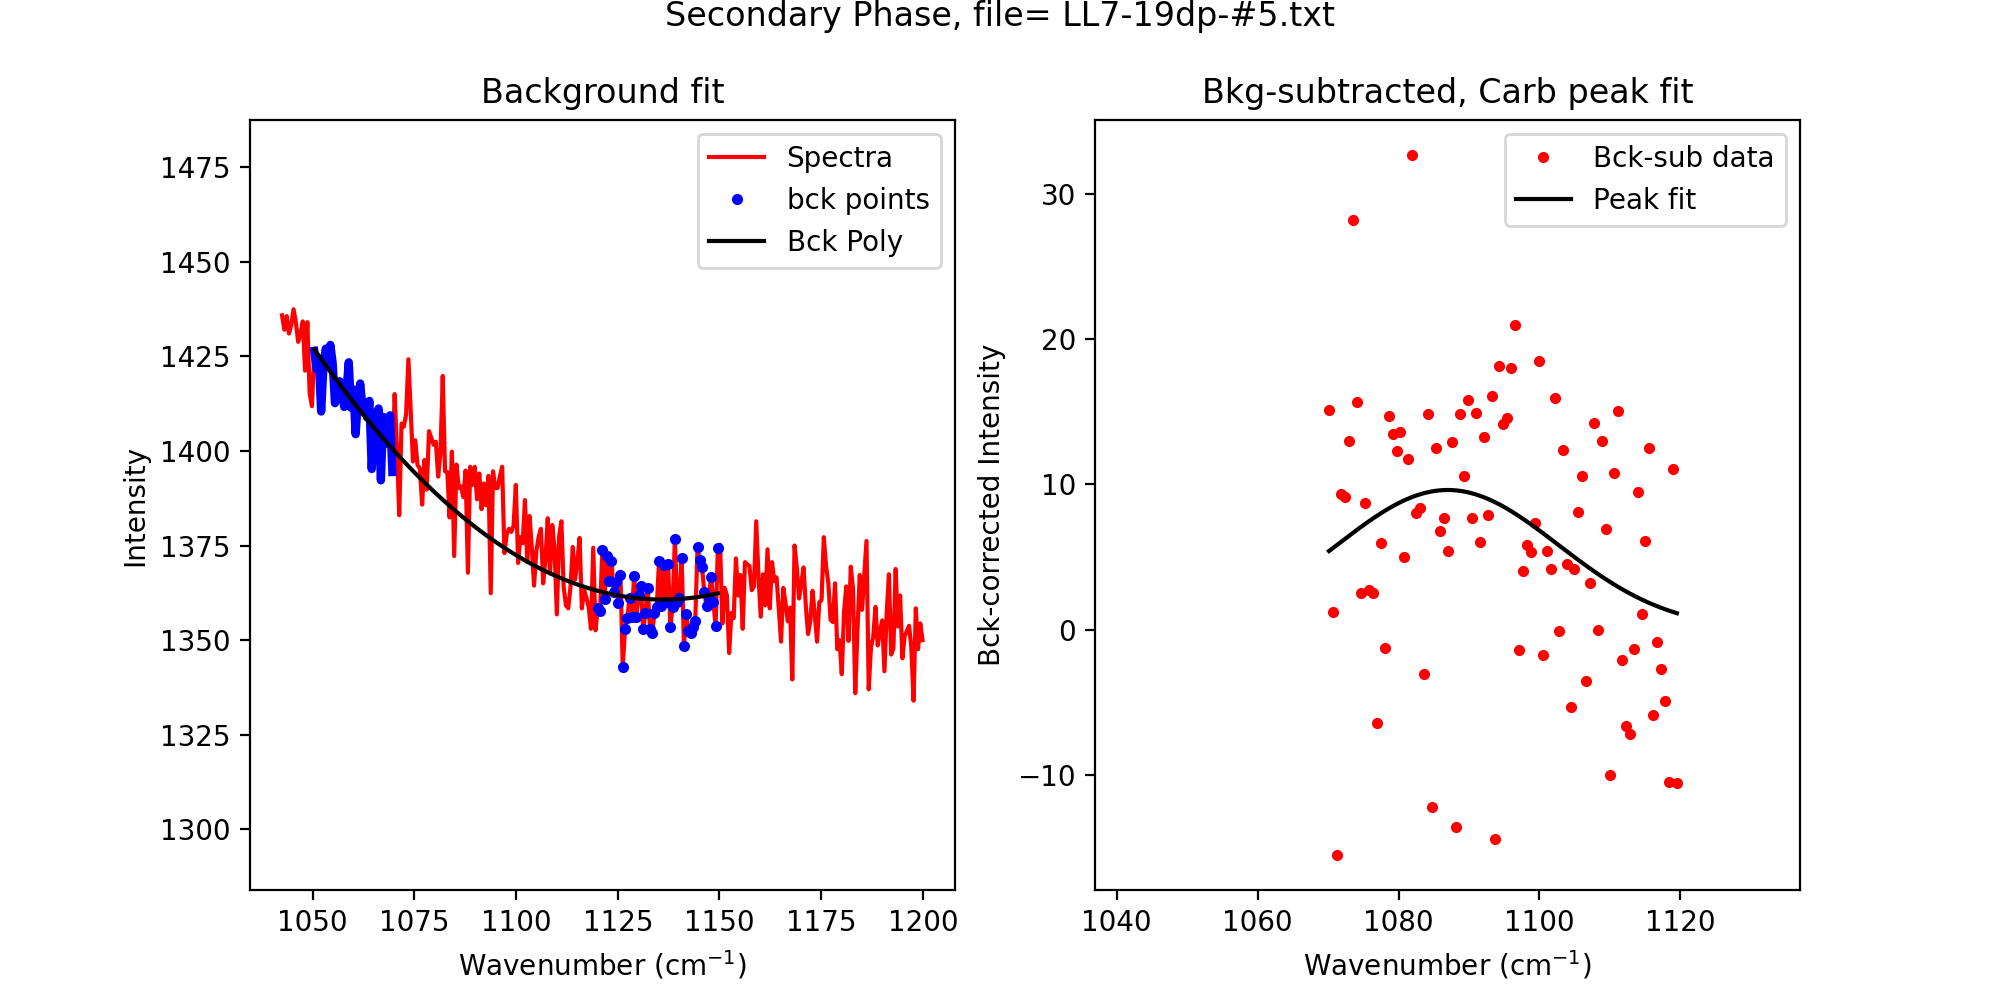 Secondary Phase, file= LL7-19dp-#5.txt
Background fit
Spectra
bck points
Bck Poly
Intensity
1475
1450
1425
1400
1375
1350
1325
1300
1050 1075 1100 1125 1150 1175 1200
Wavenumber (cm⁻¹)
Bkg-subtracted, Carb peak fit
Bck-sub data
Peak fit
Bck-corrected Intensity
30
20
10
0
−10
1040 1060 1080 1100 1120
Wavenumber (cm⁻¹)